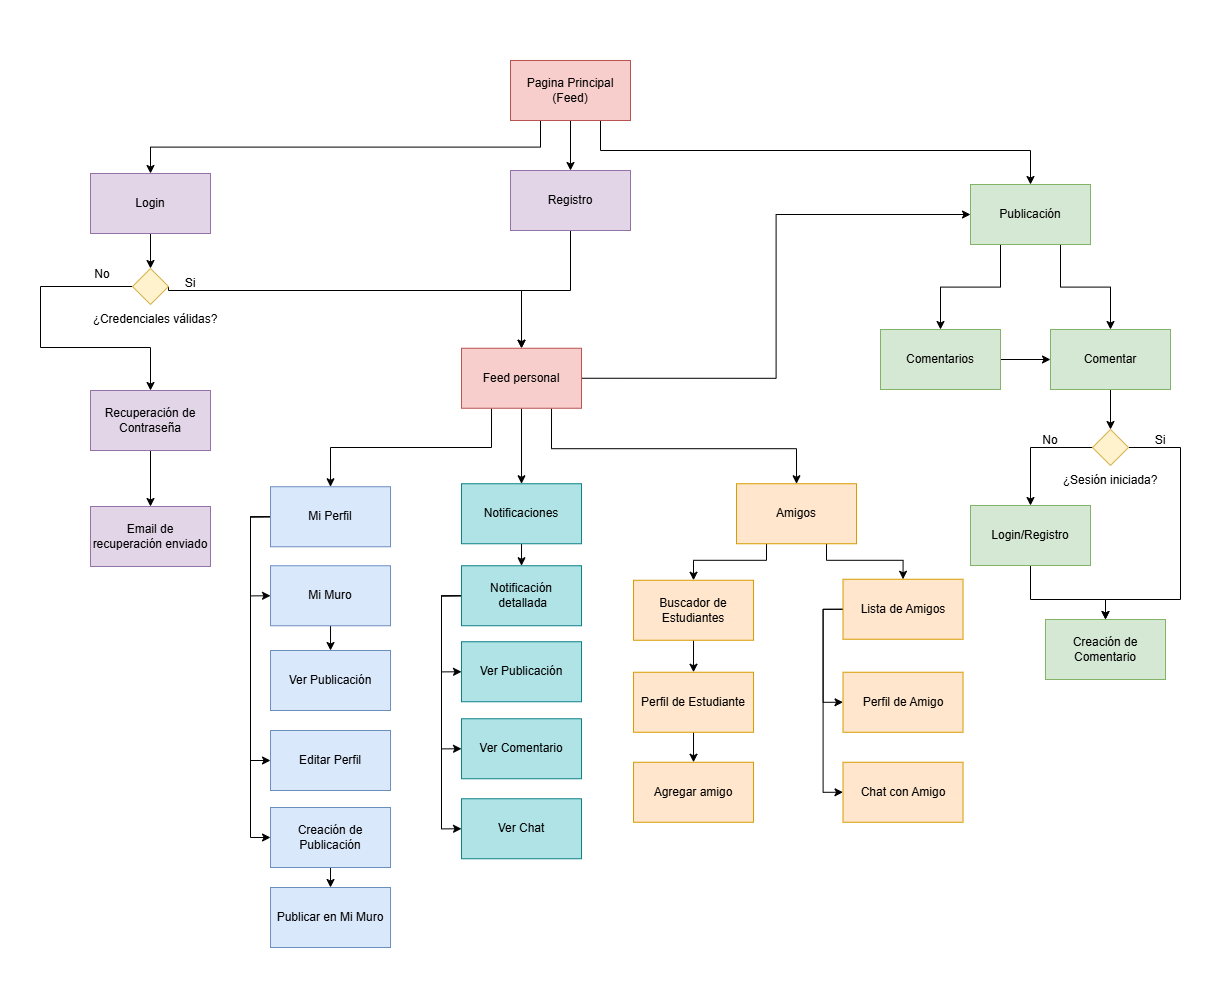 Pagina Principal
(Feed)
Login
Registro
Publicación
No
Si
¿Credenciales válidas?
Comentarios
Comentar
Feed personal
Recuperación de
Contraseña
No
Si
¿Sesión iniciada?
Email de
recuperación enviado
Mi Perfil
Notificaciones
Amigos
Login/Registro
Mi Muro
Notificación
detallada
Buscador de
Estudiantes
Lista de Amigos
Creación de
Comentario
Ver Publicación
Ver Publicación
Perfil de Estudiante
Perfil de Amigo
Editar Perfil
Ver Comentario
Agregar amigo
Chat con Amigo
Creación de
Publicación
Ver Chat
Publicar en Mi Muro